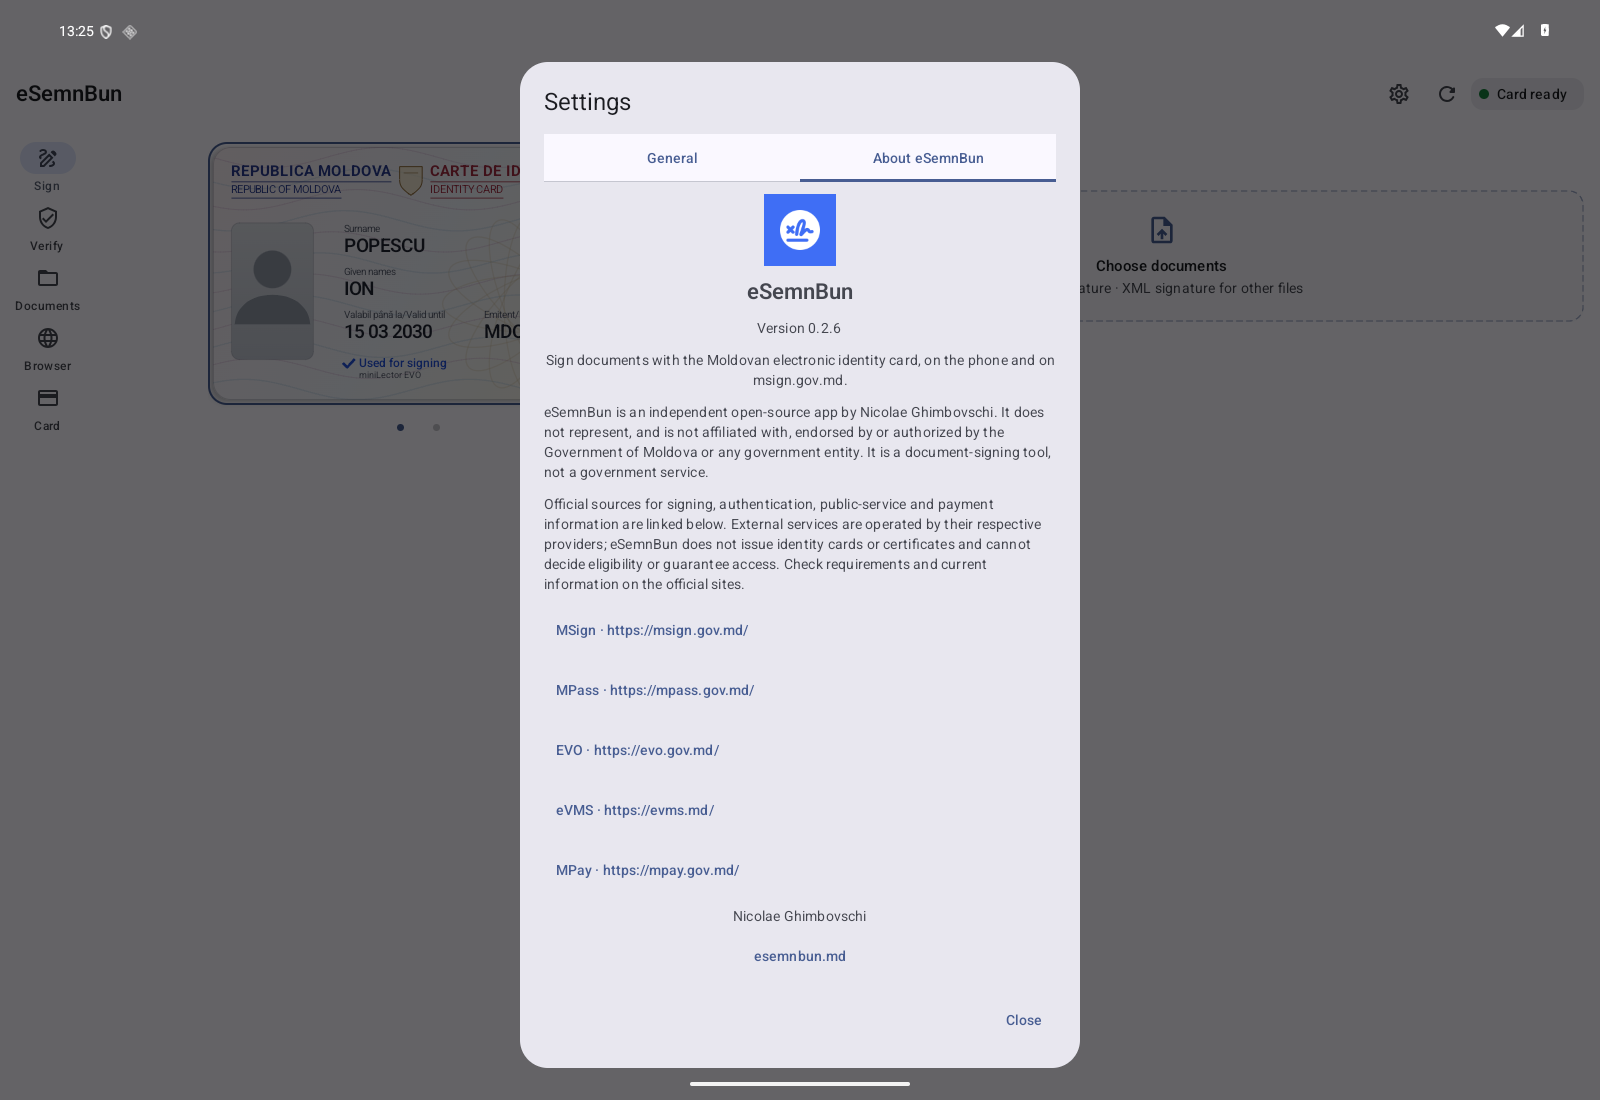 13:25
eSemnBun
Card ready
Sign
Verify
Documents
Browser
Card
REPUBLICA MOLDOVA
REPUBLIC OF MOLDOVA
CARTE DE ID
IDENTITY CARD
Surname
POPESCU
Given names
ION
Valabil până la/Valid until
15 03 2030
Emitent/
MDO
Used for signing
miniLector EVO
Choose documents
ature · XML signature for other files
Settings
General
About eSemnBun
eSemnBun
Version 0.2.6
Sign documents with the Moldovan electronic identity card, on the phone and on
msign.gov.md.
eSemnBun is an independent open-source app by Nicolae Ghimbovschi. It does
not represent, and is not affiliated with, endorsed by or authorized by the
Government of Moldova or any government entity. It is a document-signing tool,
not a government service.
Official sources for signing, authentication, public-service and payment
information are linked below. External services are operated by their respective
providers; eSemnBun does not issue identity cards or certificates and cannot
decide eligibility or guarantee access. Check requirements and current
information on the official sites.
MSign · https://msign.gov.md/
MPass · https://mpass.gov.md/
EVO · https://evo.gov.md/
eVMS · https://evms.md/
MPay · https://mpay.gov.md/
Nicolae Ghimbovschi
esemnbun.md
Close